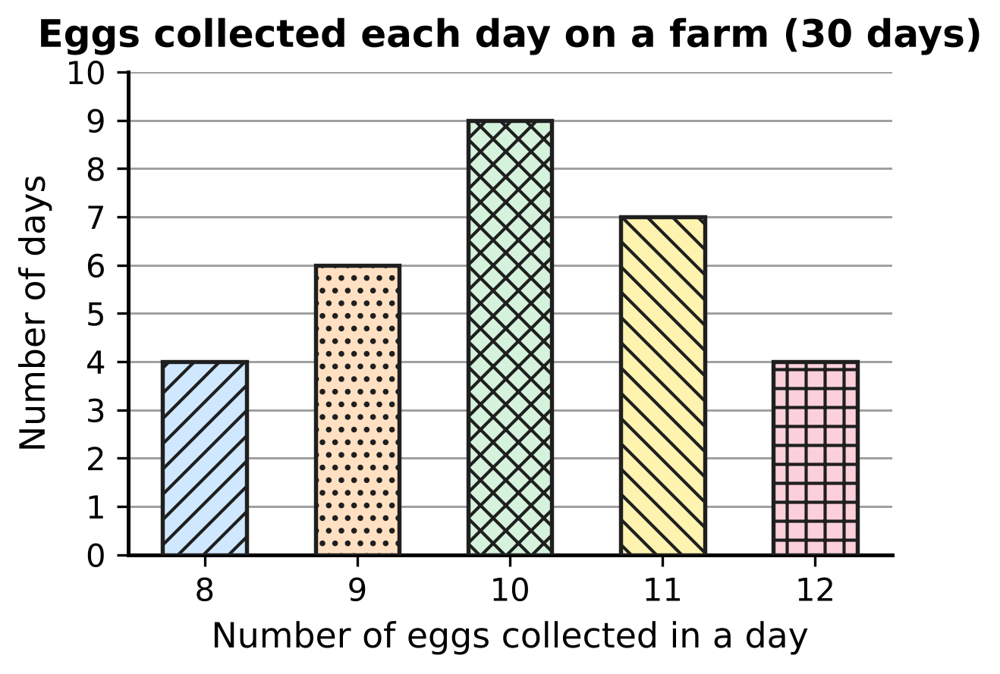 Eggs collected each day on a farm (30 days)
Number of days
10
9
8
7
6
5
4
3
2
1
0
8 9 10 11 12
Number of eggs collected in a day